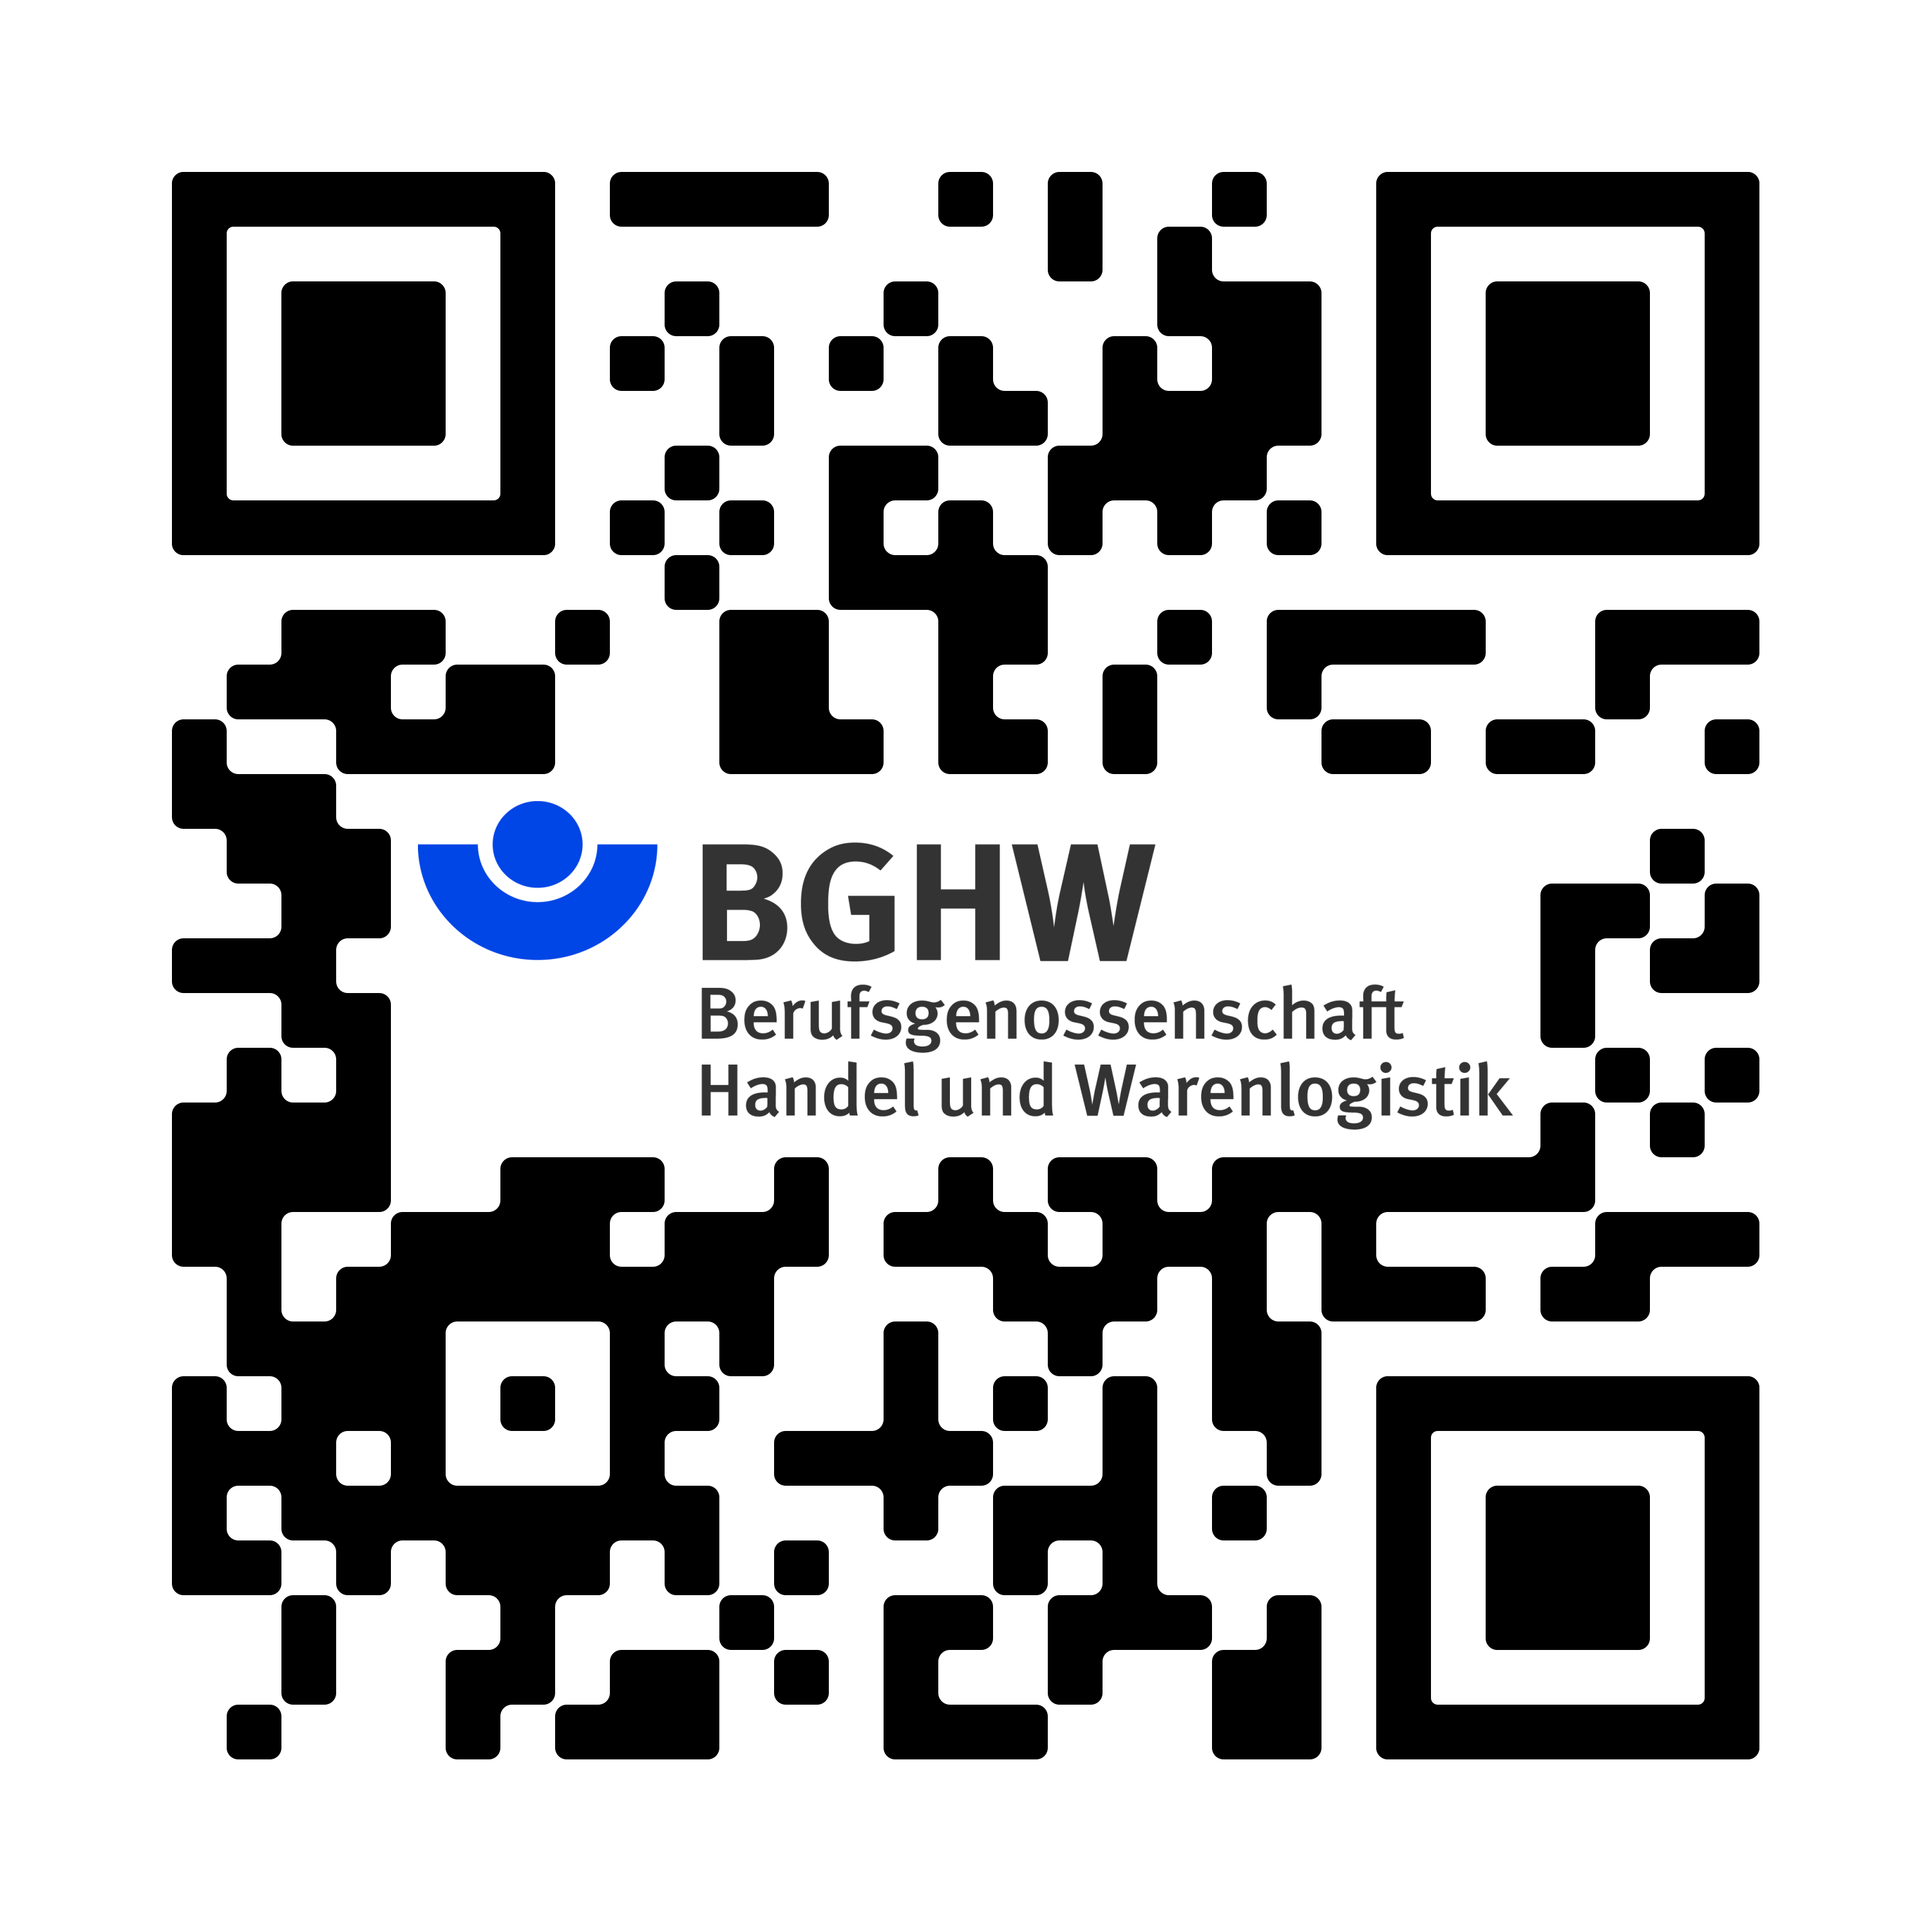 BGHW
Berufsgenossenschaft
Handel und Warenlogistik